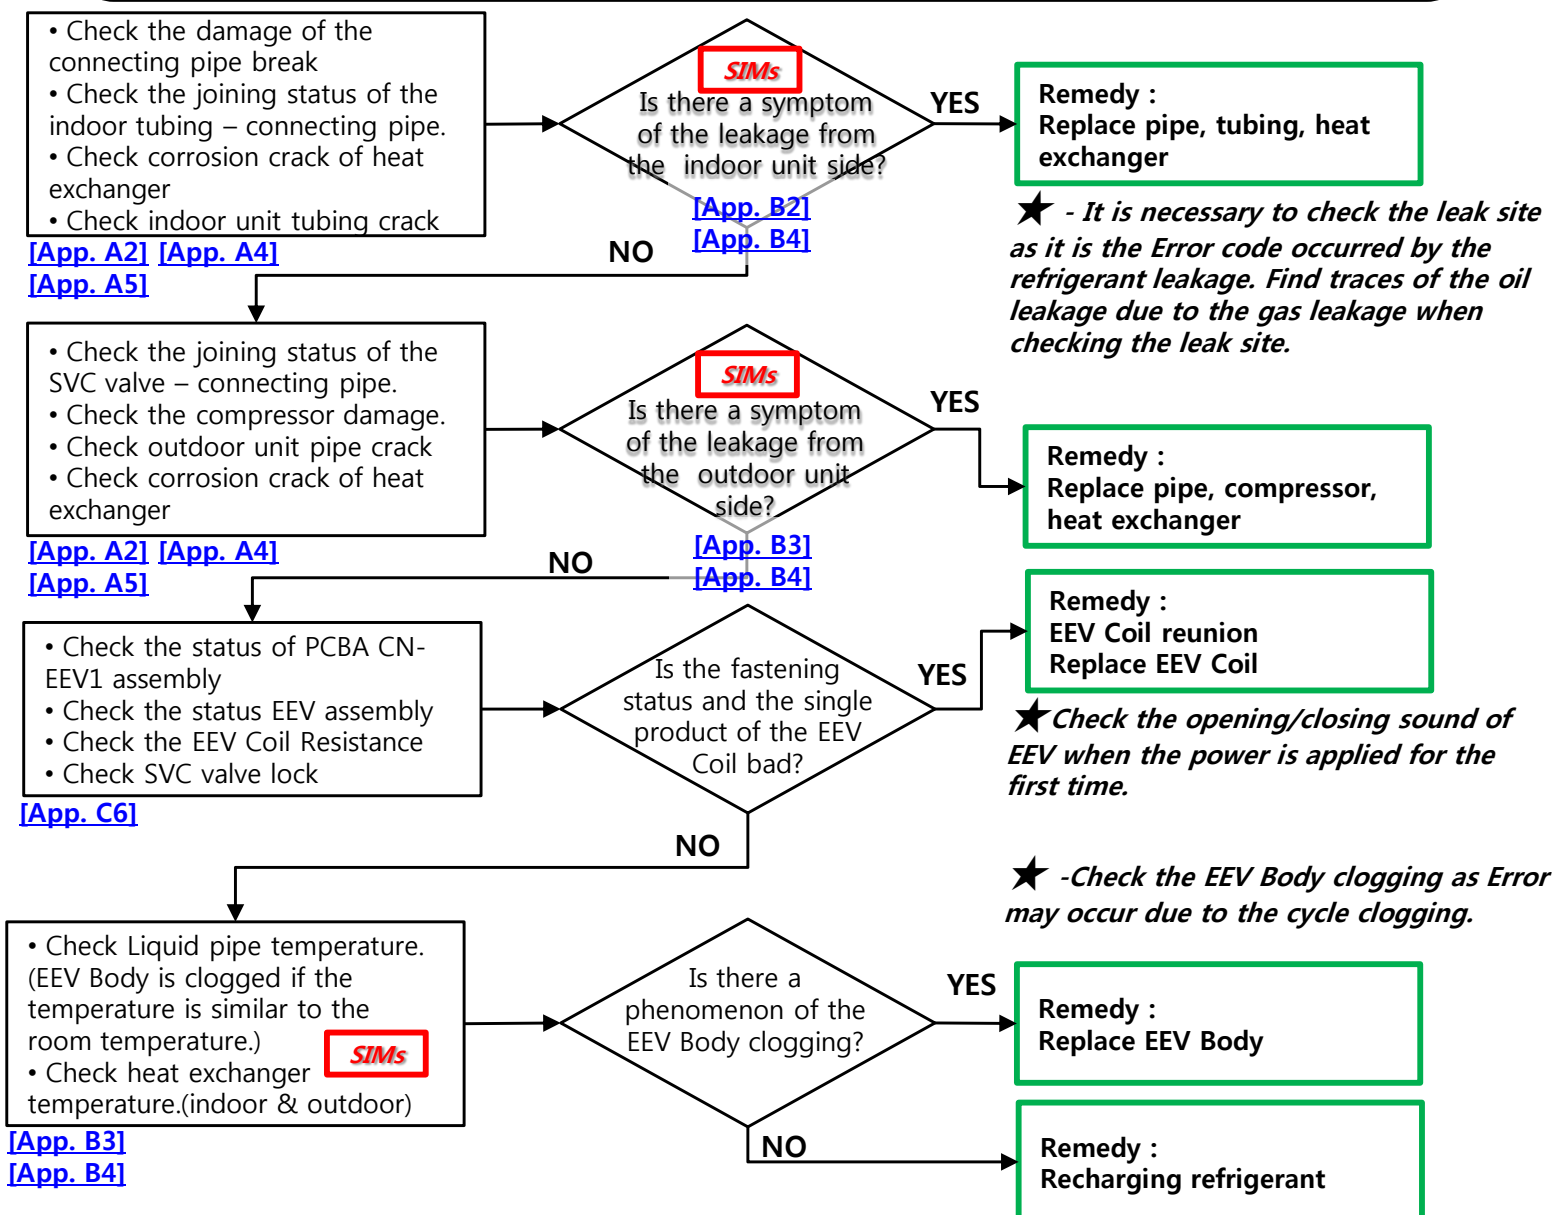 • Check the damage of the
connecting pipe break
• Check the joining status of the
indoor tubing – connecting pipe.
• Check corrosion crack of heat
exchanger
• Check indoor unit tubing crack
[App. A2] [App. A4]
[App. A5]
SIMs
Is there a symptom
of the leakage from
the indoor unit side?
[App. B2]
[App. B4]
YES
NO
Remedy :
Replace pipe, tubing, heat
exchanger
★ - It is necessary to check the leak site
as it is the Error code occurred by the
refrigerant leakage. Find traces of the oil
leakage due to the gas leakage when
checking the leak site.
• Check the joining status of the
SVC valve – connecting pipe.
• Check the compressor damage.
• Check outdoor unit pipe crack
• Check corrosion crack of heat
exchanger
[App. A2] [App. A4]
[App. A5]
SIMs
Is there a symptom
of the leakage from
the outdoor unit
side?
[App. B3]
[App. B4]
YES
NO
Remedy :
Replace pipe, compressor,
heat exchanger
• Check the status of PCBA CN-
EEV1 assembly
• Check the status EEV assembly
• Check the EEV Coil Resistance
• Check SVC valve lock
[App. C6]
Is the fastening
status and the single
product of the EEV
Coil bad?
YES
NO
Remedy :
EEV Coil reunion
Replace EEV Coil
★Check the opening/closing sound of
EEV when the power is applied for the
first time.
★ -Check the EEV Body clogging as Error
may occur due to the cycle clogging.
• Check Liquid pipe temperature.
(EEV Body is clogged if the
temperature is similar to the
room temperature.)
SIMs
• Check heat exchanger
temperature.(indoor & outdoor)
[App. B3]
[App. B4]
Is there a
phenomenon of the
EEV Body clogging?
YES
NO
Remedy :
Replace EEV Body
Remedy :
Recharging refrigerant